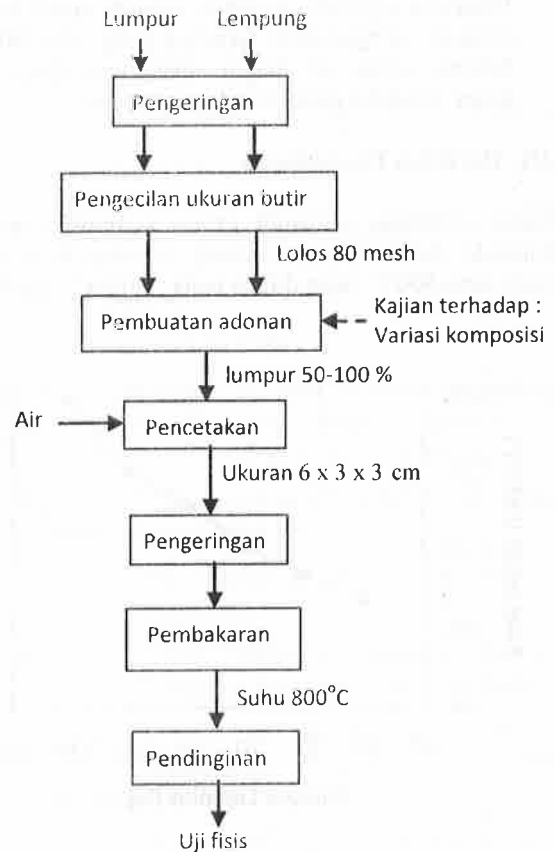 Lumpur Lempung
Pengeringan
Pengecilan ukuran butir
Lolos 80 mesh
Pembuatan adonan
Kajian terhadap :
Variasi komposisi
lumpur 50-100 %
Air
Pencetakan
Ukuran 6 x 3 x 3 cm
Pengeringan
Pembakaran
Suhu 800°C
Pendinginan
Uji fisis